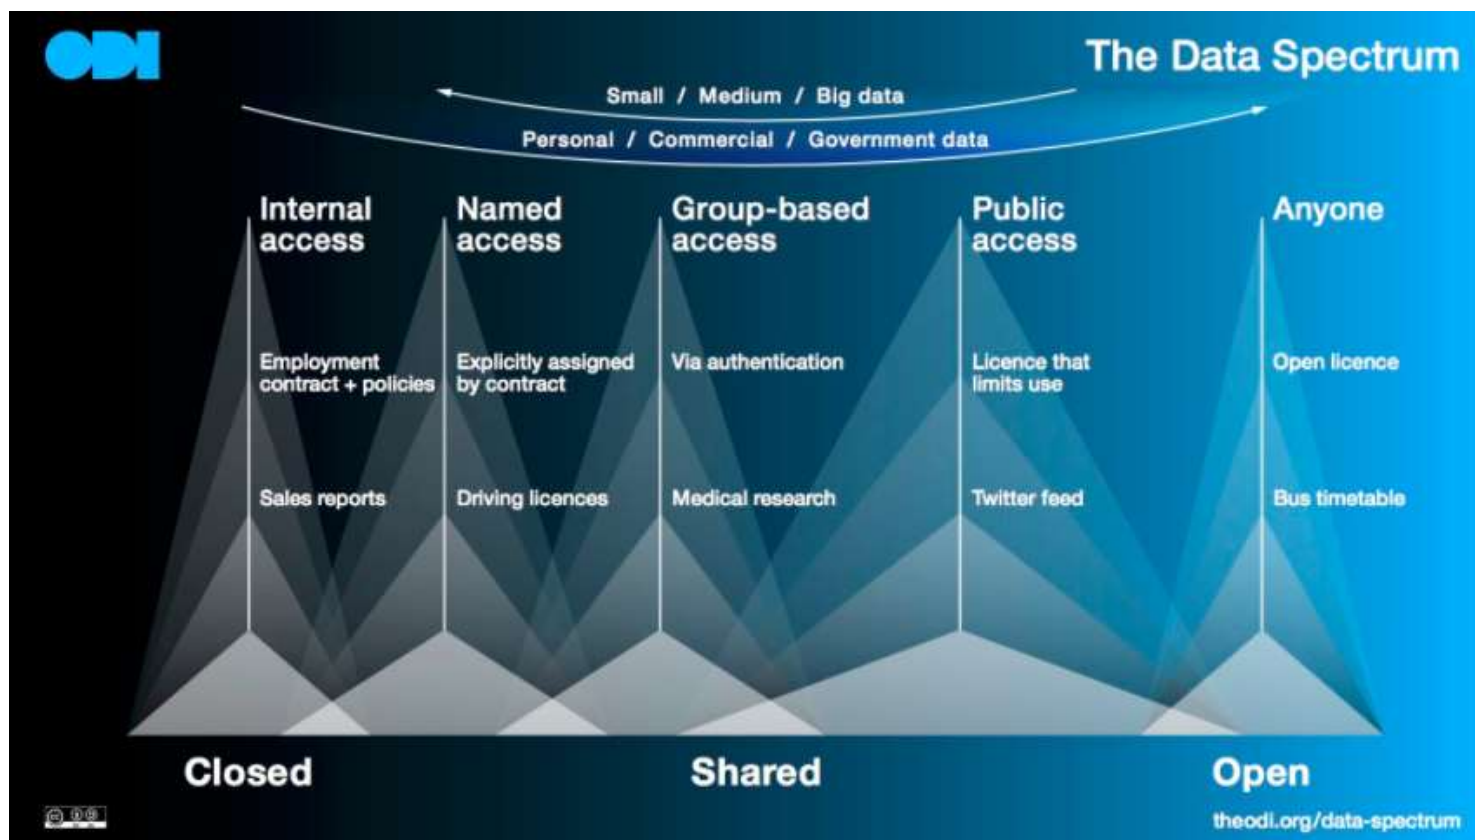 ODI
The Data Spectrum
Small / Medium / Big data
Personal / Commercial / Government data
Internal
access
Named
access
Group-based
access
Public
access
Anyone
Employment
contract + policies
Explicitly assigned
by contract
Via authentication
Licence that
limits use
Open licence
Sales reports
Driving licences
Medical research
Twitter feed
Bus timetable
Closed
Shared
Open
theodi.org/data-spectrum